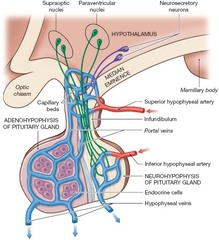 Supraoptic
nuclei
Paraventricular
nuclei
Neurosecretory
neurons
HYPOTHALAMUS
MEDIAN
EMINENCE
Optic
chiasm
Mamillary body
Capillary
beds
Superior hypophyseal artery
Infundibulum
ADENOHYPOPHYSIS
OF PITUITARY GLAND
Portal veins
Inferior hypophyseal artery
NEUROHYPOPHYSIS
OF PITUITARY GLAND
Endocrine cells
Hypophyseal veins